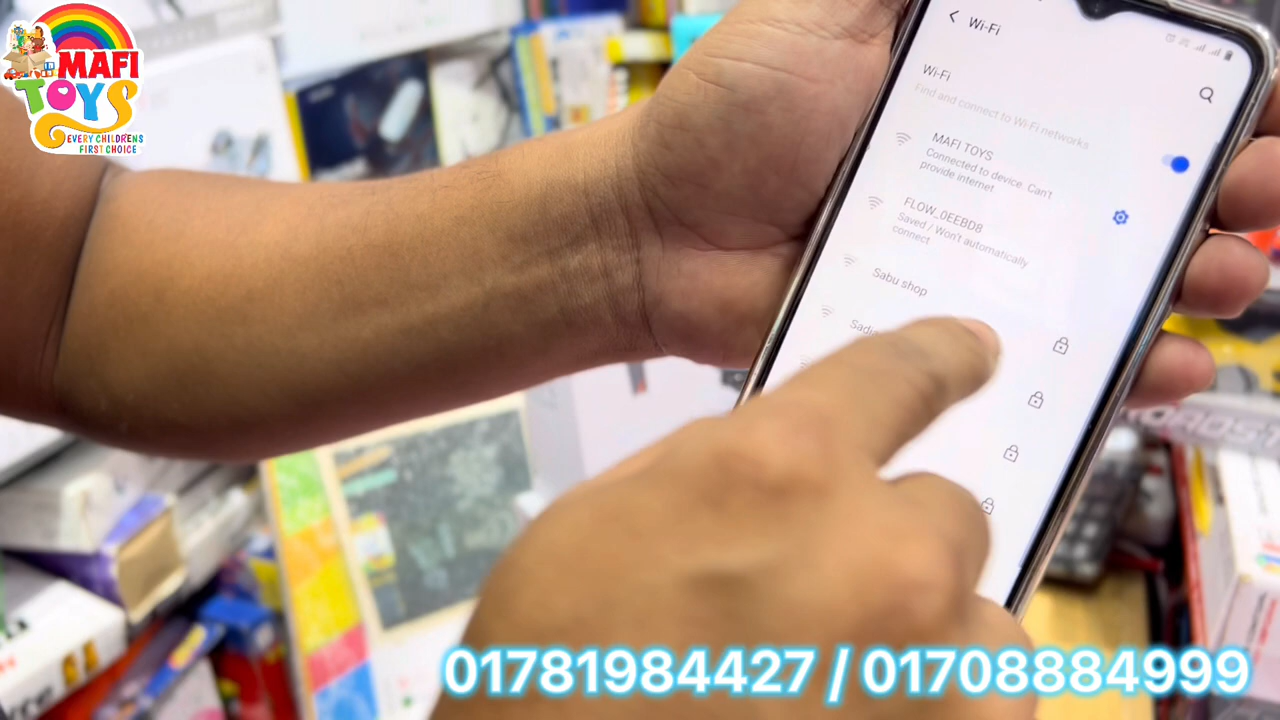 MAFI
TOYS
EVERY CHILDRENS
FIRST CHOICE
Wi-Fi
Wi-Fi
Find and connect to Wi-Fi networks
MAFI TOYS
Connected to device. Can't
provide internet
FLOW_0EEBD8
Saved / Won't automatically
connect
Sabu shop
01781984427 / 01708884999